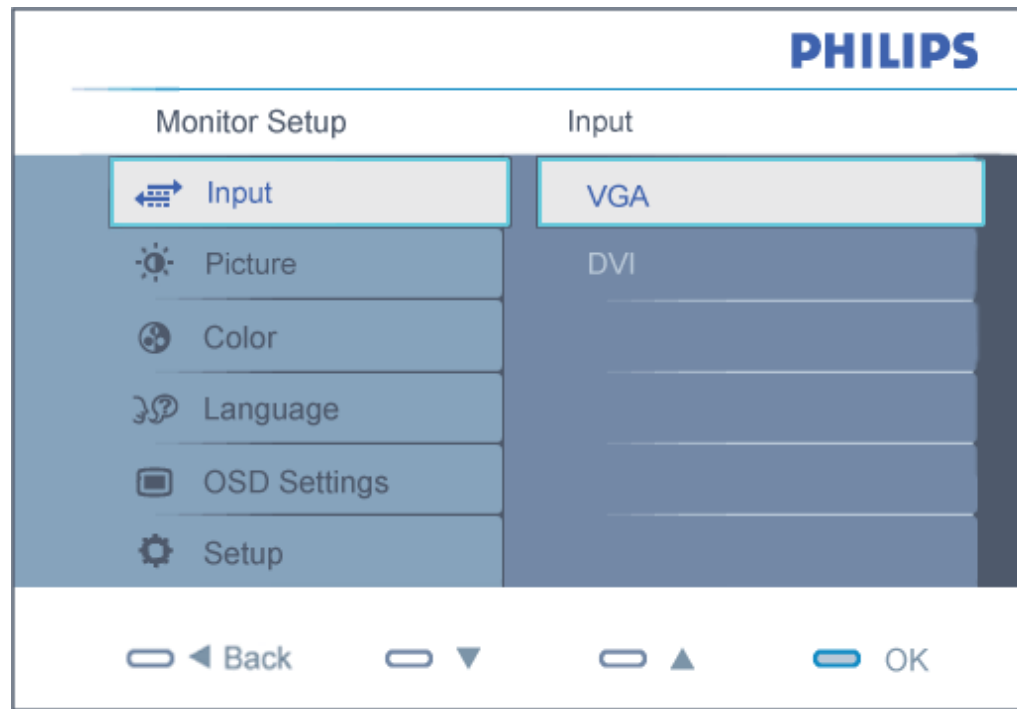 PHILIPS
Monitor Setup Input
Input VGA
Picture DVI
Color
Language
OSD Settings
Setup
Back OK